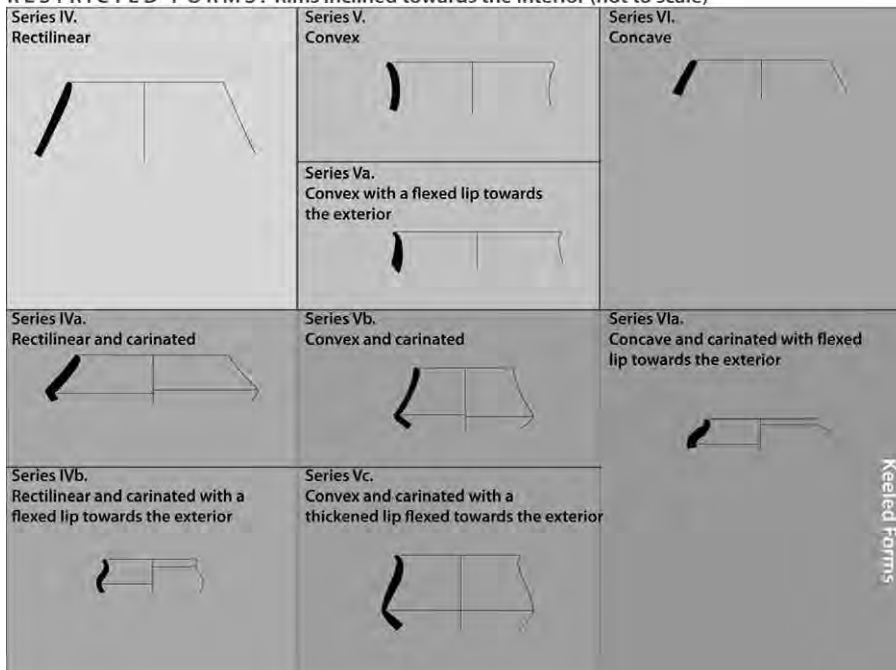 RESTRICTED FORMS: Rims inclined towards the interior (not to scale)
Series IV.
Rectilinear
Series V.
Convex
Series VI.
Concave
Series Va.
Convex with a flexed lip towards
the exterior
Series IVa.
Rectilinear and carinated
Series Vb.
Convex and carinated
Series VIa.
Concave and carinated with flexed
lip towards the exterior
Series IVb.
Rectilinear and carinated with a
flexed lip towards the exterior
Series Vc.
Convex and carinated with a
thickened lip flexed towards the exterior
Keeled Forms